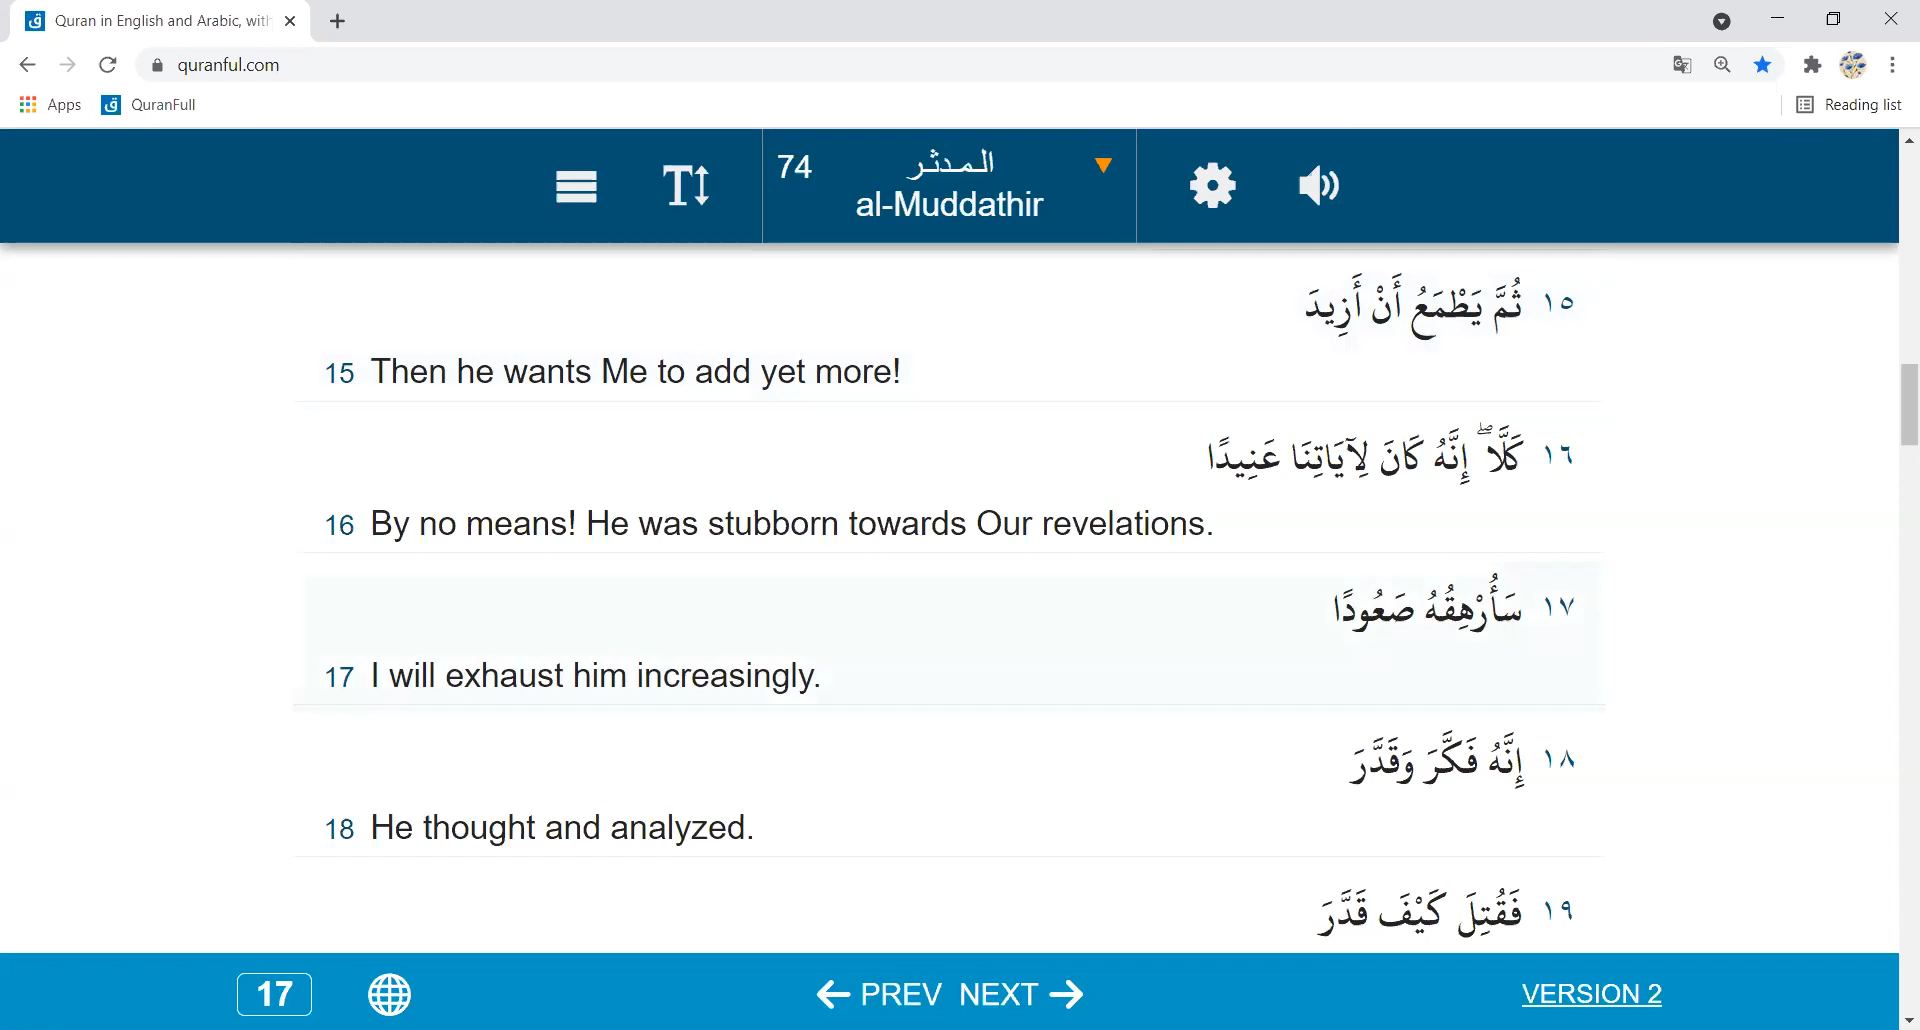 Quran in English and Arabic, with
quranful.com
Apps QuranFull Reading list
74 المدثر
al-Muddathir
ثُمَّ يَطْمَعُ أَنْ أَزِيدَ ١٥
15 Then he wants Me to add yet more!
كَلَّا ۖ إِنَّهُ كَانَ لِآيَاتِنَا عَنِيدًا ١٦
16 By no means! He was stubborn towards Our revelations.
سَأُرْهِقُهُ صَعُودًا ١٧
17 I will exhaust him increasingly.
إِنَّهُ فَكَّرَ وَقَدَّرَ ١٨
18 He thought and analyzed.
فَقُتِلَ كَيْفَ قَدَّرَ ١٩
17 PREV NEXT VERSION 2